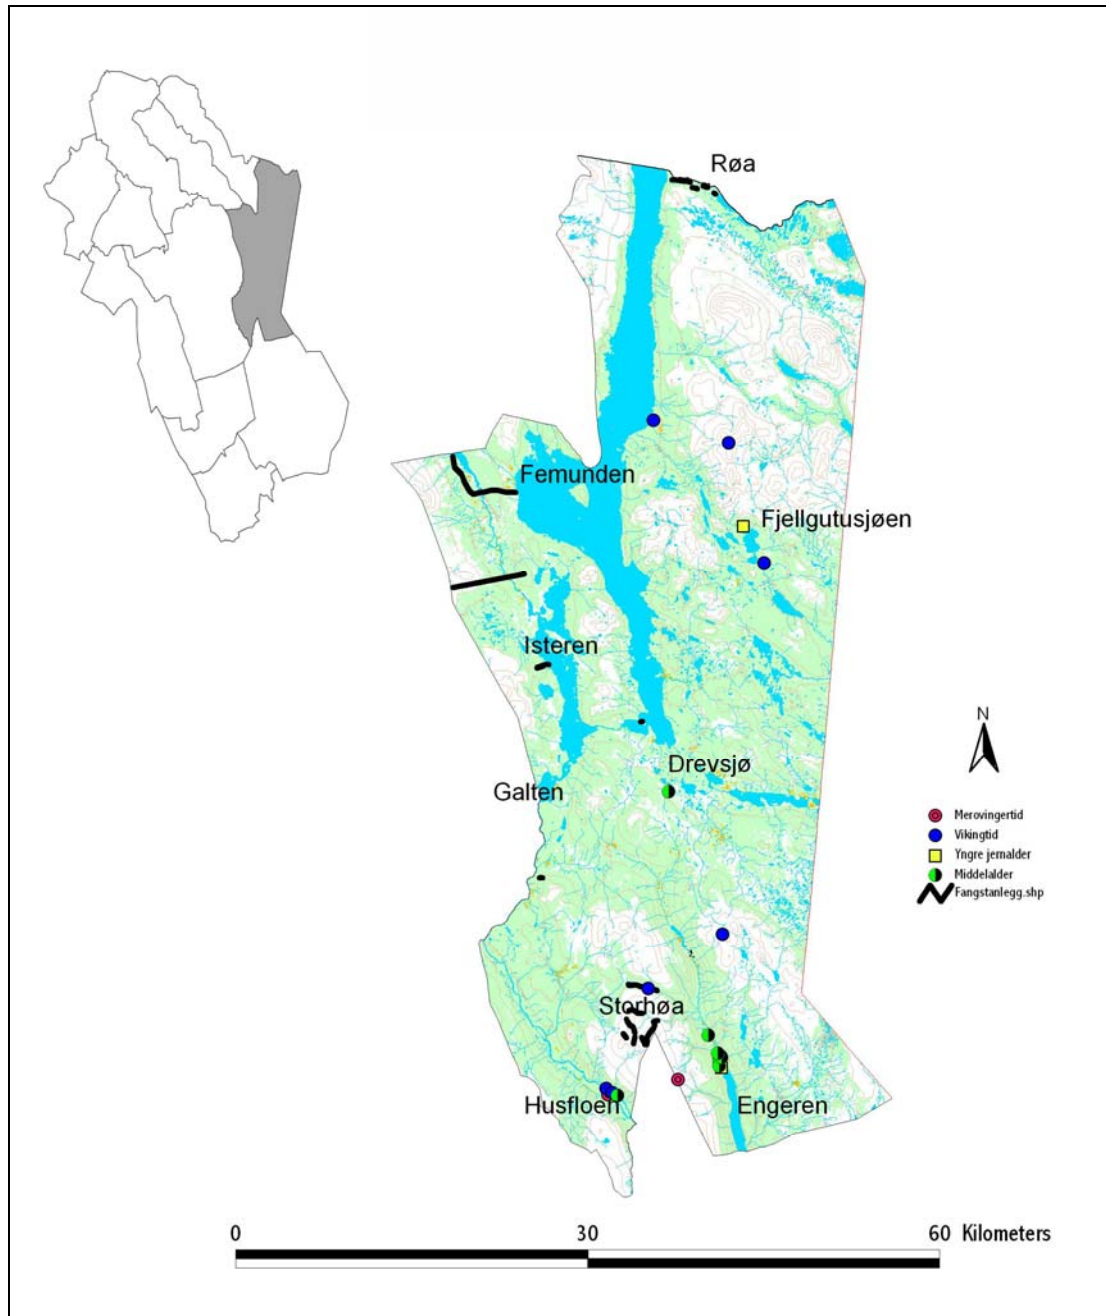 Røa
Femunden
Fjellgutusjøen
Isteren
Drevsjø
Galten
N
Merovingertid
Vikingtid
Yngre jernalder
Middelalder
Fangstanlegg.shp
Storhøa
Husfloen
Engeren
0
30
60 Kilometers